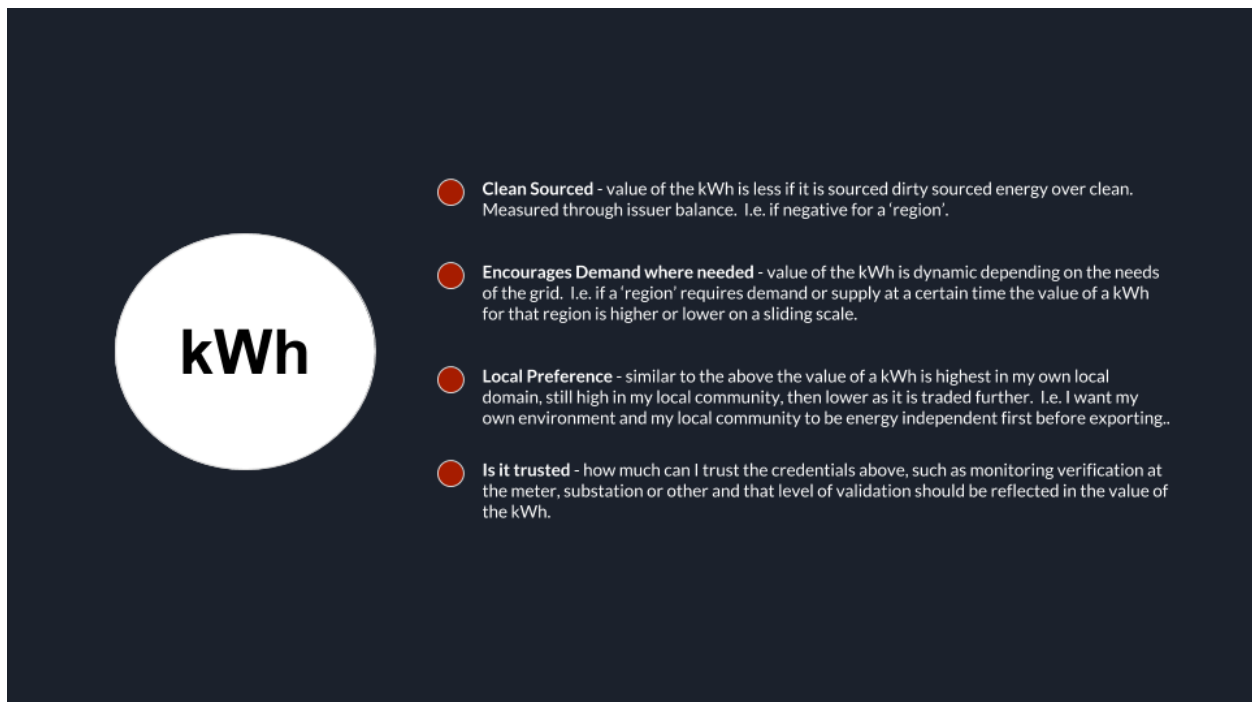 kWh
Clean Sourced - value of the kWh is less if it is sourced dirty sourced energy over clean.
Measured through issuer balance.  I.e. if negative for a ‘region’.
Encourages Demand where needed - value of the kWh is dynamic depending on the needs
of the grid.  I.e. if a ‘region’ requires demand or supply at a certain time the value of a kWh
for that region is higher or lower on a sliding scale.
Local Preference - similar to the above the value of a kWh is highest in my own local
domain, still high in my local community, then lower as it is traded further.  I.e. I want my
own environment and my local community to be energy independent first before exporting..
Is it trusted - how much can I trust the credentials above, such as monitoring verification at
the meter, substation or other and that level of validation should be reflected in the value of
the kWh.